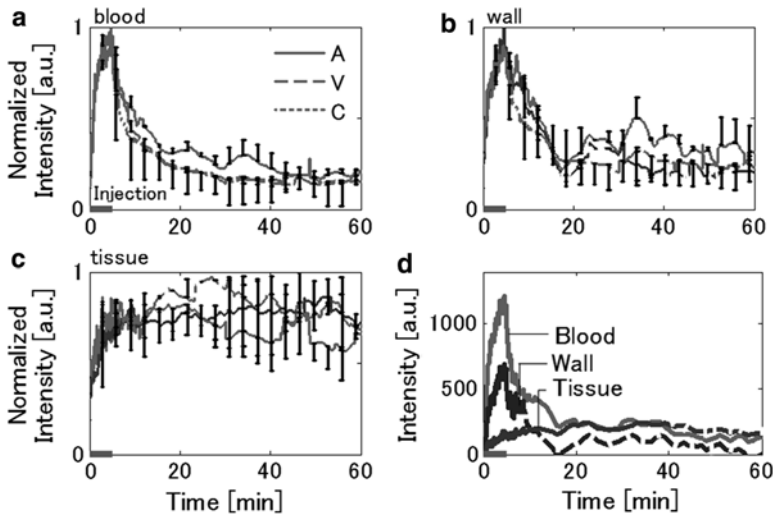 a
blood
1
Normalized
Intensity [a.u.]
A
V
C
Injection
0
0
20
40
60
b
wall
1
Normalized
Intensity [a.u.]
0
0
20
40
60
c
tissue
1
Normalized
Intensity [a.u.]
0
0
20
40
60
Time [min]
d
1000
500
0
Intensity [a.u.]
Blood
Wall
Tissue
0
20
40
60
Time [min]